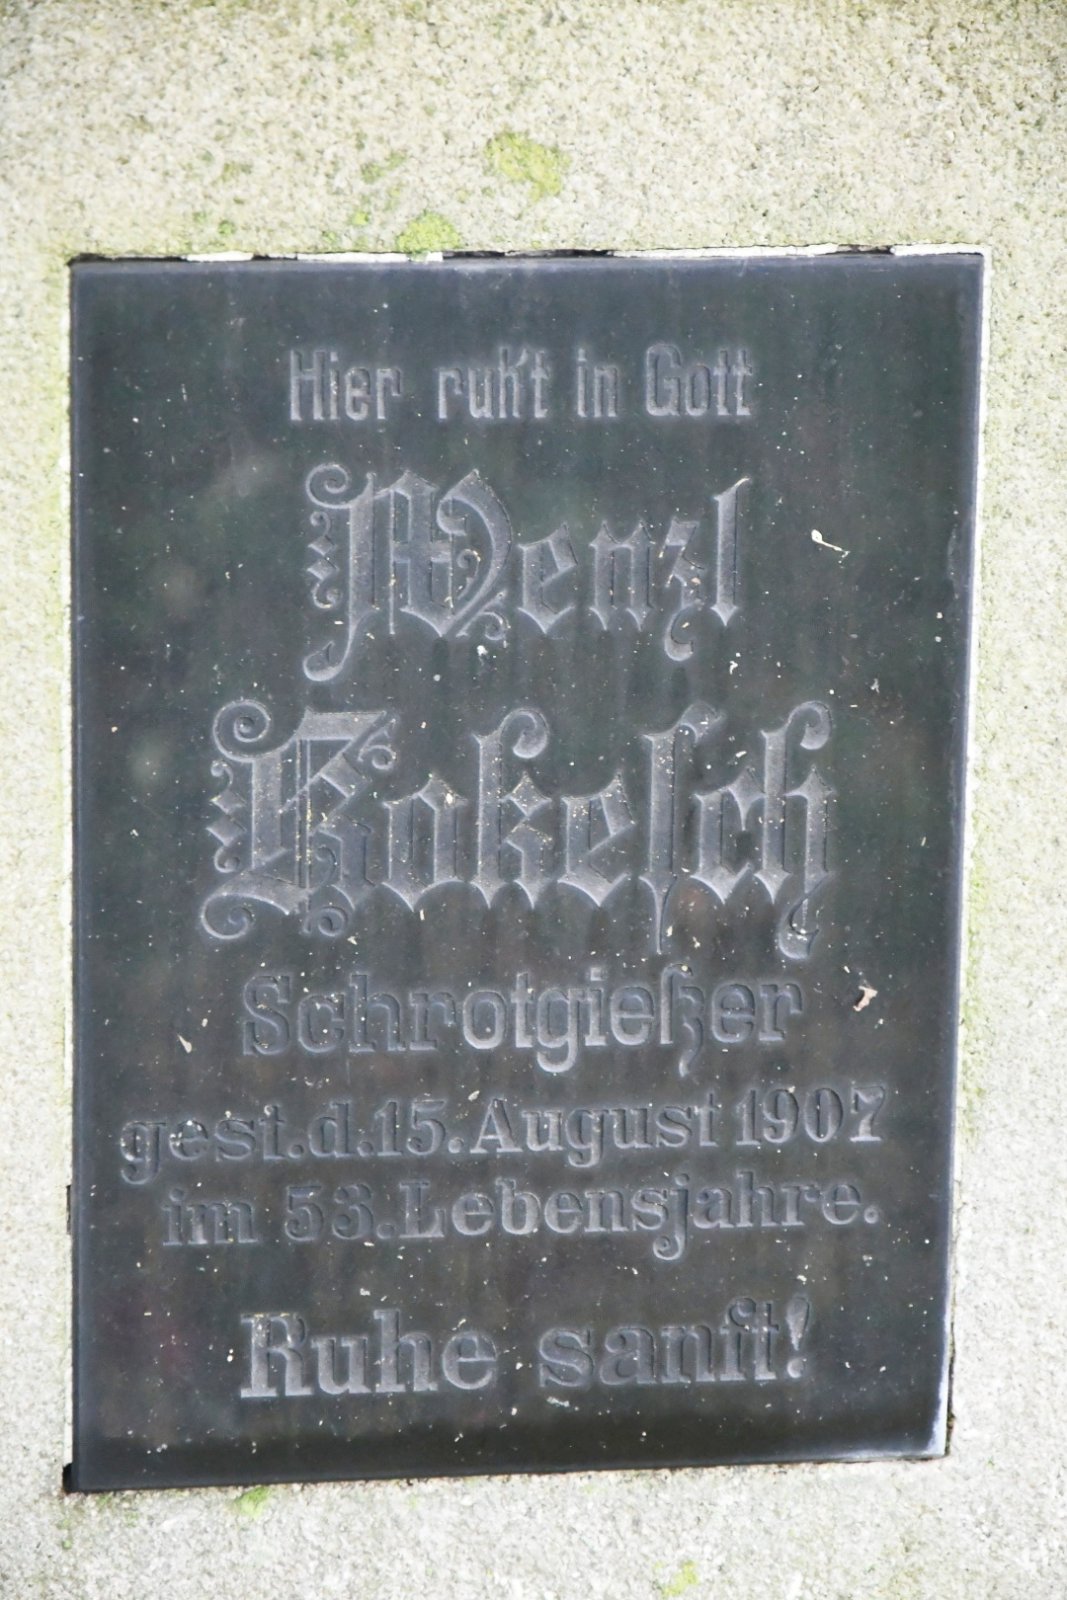 Hier ruht in Gott
Wenzl
Kokesch
Schrotgießer
gest. d. 15. August 1907
im 53. Lebensjahre.
Ruhe sanft!